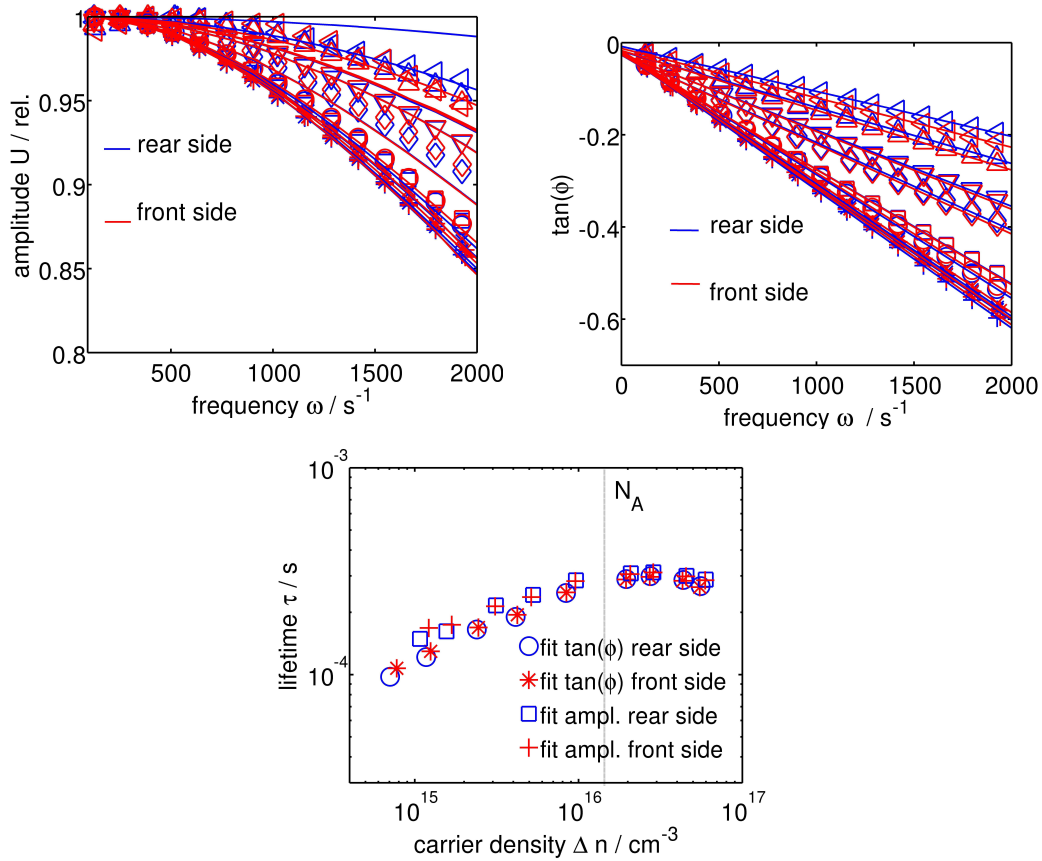 1
0.95
0.9
0.85
0.8
amplitude U / rel.
rear side
front side
500
1000
1500
2000
frequency ω / s⁻¹
0
-0.2
-0.4
-0.6
tan(ϕ)
rear side
front side
0
500
1000
1500
2000
frequency ω / s⁻¹
10⁻³
10⁻⁴
lifetime τ / s
N_A
fit tan(ϕ) rear side
fit tan(ϕ) front side
fit ampl. rear side
fit ampl. front side
10¹⁵
10¹⁶
10¹⁷
carrier density Δ n / cm⁻³